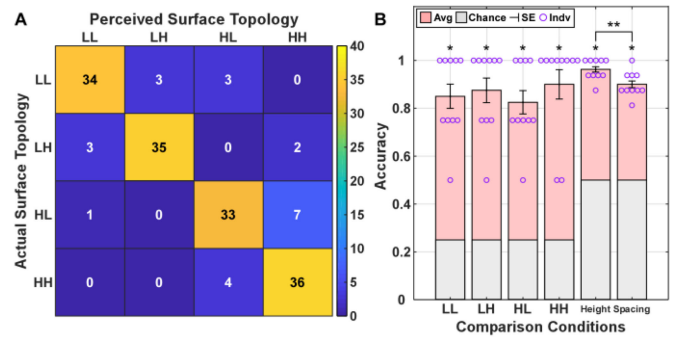 A
Perceived Surface Topology
LL LH HL HH
Actual Surface Topology
LL 34 3 3 0
LH 3 35 0 2
HL 1 0 33 7
HH 0 0 4 36
40
35
30
25
20
15
10
5
0
B
Avg Chance SE Indv
**
* * * * * *
Accuracy
1
0.8
0.6
0.4
0.2
0
LL LH HL HH Height Spacing
Comparison Conditions